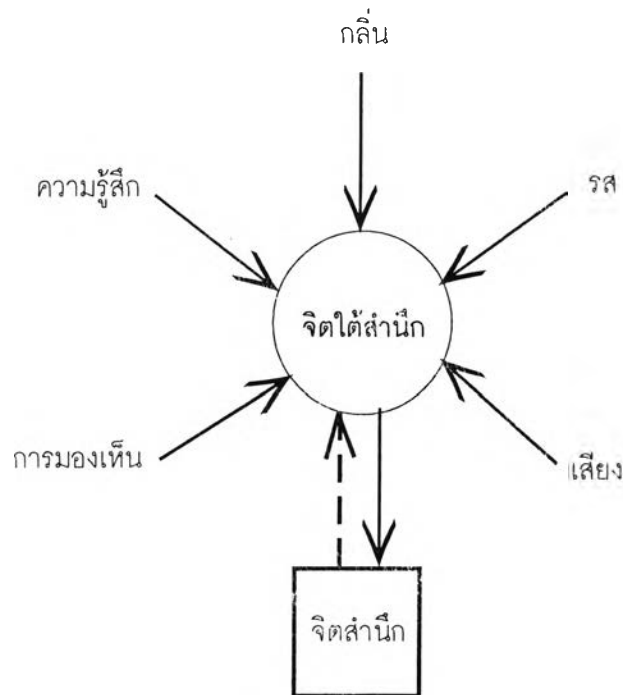 กลิ่น
ความรู้สึก
รส
จิตใต้สำนึก
การมองเห็น
เสียง
จิตสำนึก